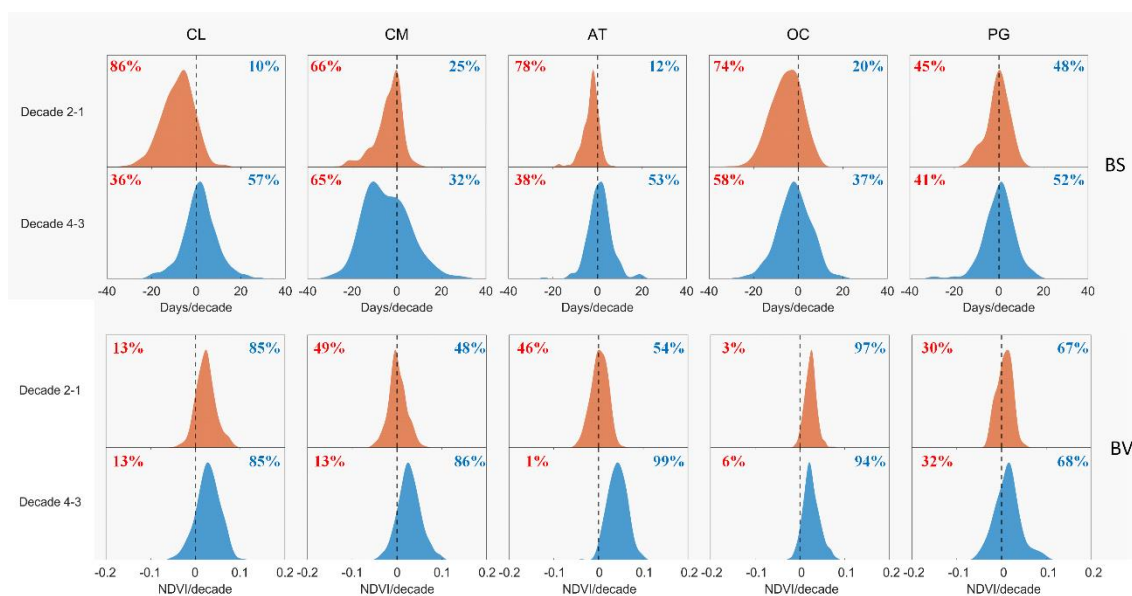 CL CM AT OC PG
86% 10% 66% 25% 78% 12% 74% 20% 45% 48%
Decade 2-1
BS
36% 57% 65% 32% 38% 53% 58% 37% 41% 52%
Decade 4-3
-40 -20 0 20 40 -40 -20 0 20 40 -40 -20 0 20 40 -40 -20 0 20 40 -40 -20 0 20 40
Days/decade Days/decade Days/decade Days/decade Days/decade
13% 85% 49% 48% 46% 54% 3% 97% 30% 67%
Decade 2-1
BV
13% 85% 13% 86% 1% 99% 6% 94% 32% 68%
Decade 4-3
-0.2 -0.1 0 0.1 0.2 -0.2 -0.1 0 0.1 0.2 -0.2 -0.1 0 0.1 0.2 -0.2 -0.1 0 0.1 0.2 -0.2 -0.1 0 0.1 0.2
NDVI/decade NDVI/decade NDVI/decade NDVI/decade NDVI/decade